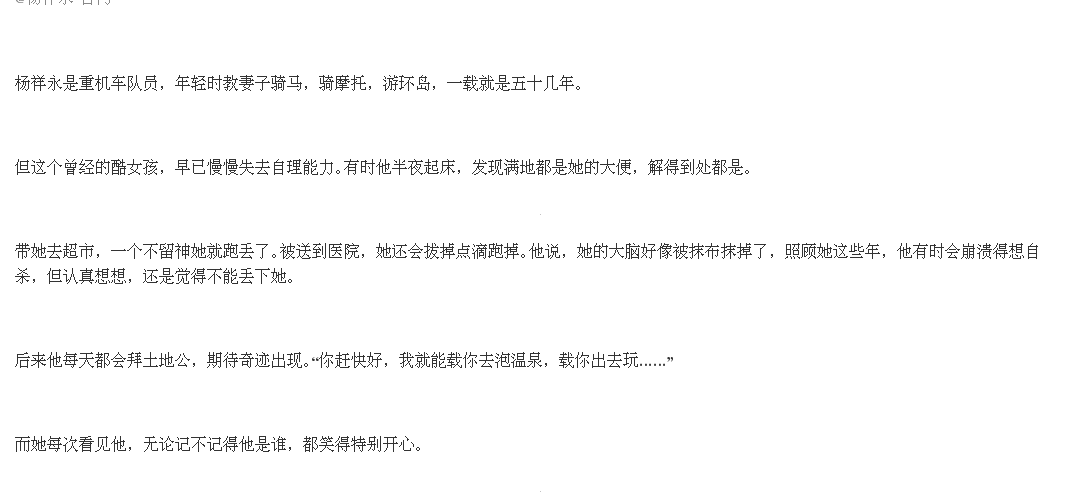 杨祥永是重机车队员，年轻时教妻子骑马，骑摩托，游环岛，一载就是五十几年。
但这个曾经的酷女孩，早已慢慢失去自理能力。有时他半夜起床，发现满地都是她的大便，解得到处都是。
带她去超市，一个不留神她就跑丢了。被送到医院，她还会拔掉点滴跑掉。他说，她的大脑好像被抹布抹掉了，照顾她这些年，他有时会崩溃得想自
杀，但认真想想，还是觉得不能丢下她。
后来他每天都会拜土地公，期待奇迹出现。“你赶快好，我就能载你去泡温泉，载你出去玩……”
而她每次看见他，无论记不记得他是谁，都笑得特别开心。